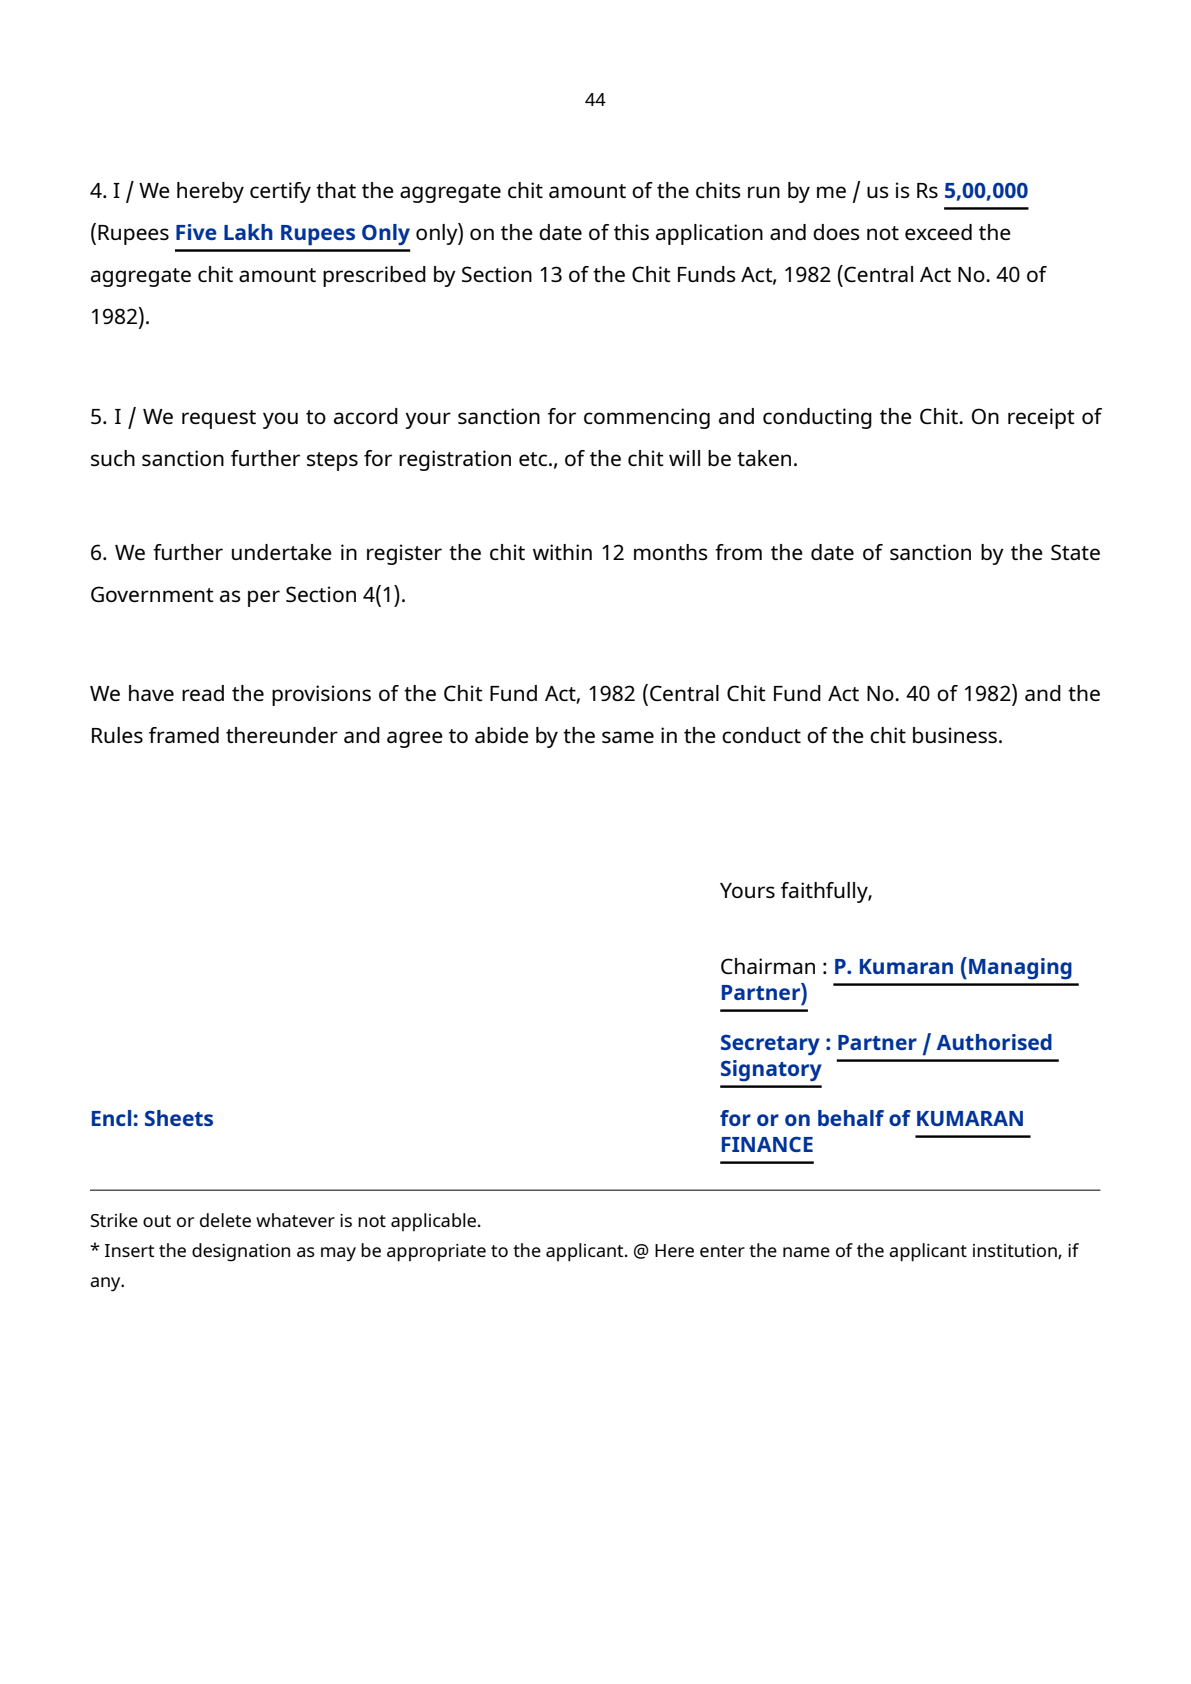 44
4. I / We hereby certify that the aggregate chit amount of the chits run by me / us is Rs 5,00,000
(Rupees Five Lakh Rupees Only only) on the date of this application and does not exceed the
aggregate chit amount prescribed by Section 13 of the Chit Funds Act, 1982 (Central Act No. 40 of
1982).
5. I / We request you to accord your sanction for commencing and conducting the Chit. On receipt of
such sanction further steps for registration etc., of the chit will be taken.
6. We further undertake in register the chit within 12 months from the date of sanction by the State
Government as per Section 4(1).
We have read the provisions of the Chit Fund Act, 1982 (Central Chit Fund Act No. 40 of 1982) and the
Rules framed thereunder and agree to abide by the same in the conduct of the chit business.
Yours faithfully,
Chairman : P. Kumaran (Managing
Partner)
Secretary : Partner / Authorised
Signatory
Encl: Sheets
for or on behalf of KUMARAN
FINANCE
Strike out or delete whatever is not applicable.
* Insert the designation as may be appropriate to the applicant. @ Here enter the name of the applicant institution, if
any.